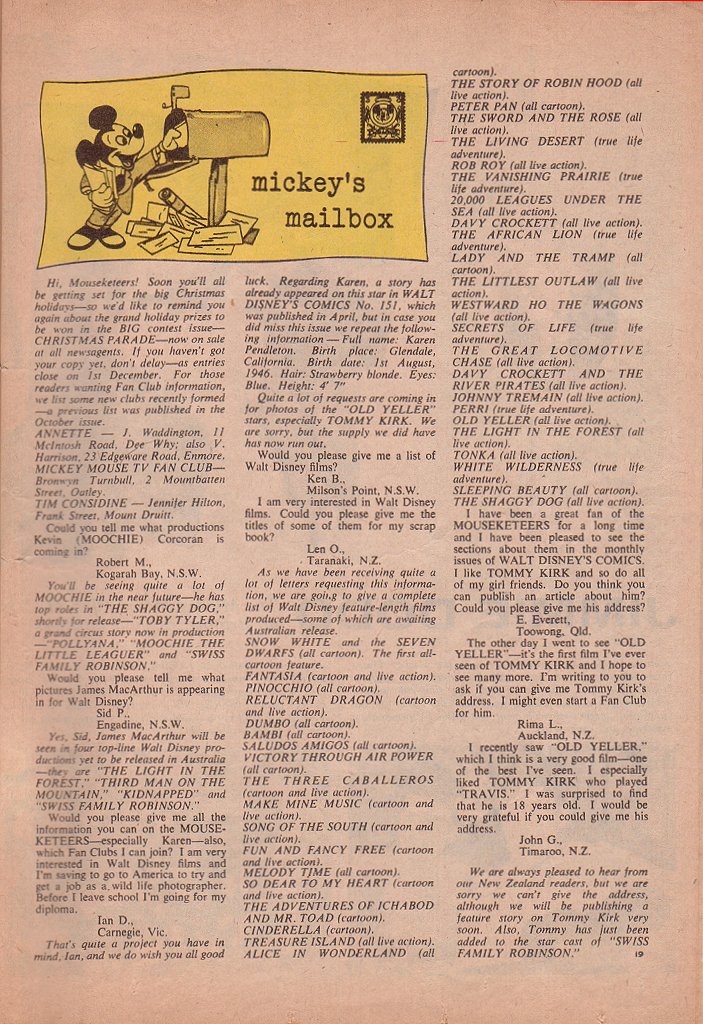 mickey's
mailbox
Hi, Mouseketeers! Soon you'll all
be getting set for the big Christmas
holidays—so we'd like to remind you
again about the grand holiday prizes to
be won in the BIG contest issue—
CHRISTMAS PARADE—now on sale
at all newsagents. If you haven't got
your copy yet, don't delay—as entries
close on 1st December. For those
readers wanting Fan Club information,
we list some new clubs recently formed
—a previous list was published in the
October issue.
ANNETTE — J. Waddington, 11
McIntosh Road, Dee Why; also V.
Harrison, 23 Edgeware Road, Enmore.
MICKEY MOUSE TV FAN CLUB—
Bronwyn Turnbull, 2 Mountbatten
Street, Oatley.
TIM CONSIDINE — Jennifer Hilton,
Frank Street, Mount Druitt.
Could you tell me what productions
Kevin (MOOCHIE) Corcoran is
coming in?
Robert M.,
Kogarah Bay, N.S.W.
You'll be seeing quite a lot of
MOOCHIE in the near future—he has
top roles in "THE SHAGGY DOG,"
shortly for release—"TOBY TYLER,"
a grand circus story now in production
—"POLLYANA," "MOOCHIE THE
LITTLE LEAGUER" and "SWISS
FAMILY ROBINSON."
Would you please tell me what
pictures James MacArthur is appearing
in for Walt Disney?
Sid P.,
Engadine, N.S.W.
Yes, Sid, James MacArthur will be
seen in four top-line Walt Disney pro-
ductions yet to be released in Australia
—they are "THE LIGHT IN THE
FOREST," "THIRD MAN ON THE
MOUNTAIN," "KIDNAPPED" and
"SWISS FAMILY ROBINSON."
Would you please give me all the
information you can on the MOUSE-
KETEERS—especially Karen—also,
which Fan Clubs I can join? I am very
interested in Walt Disney films and
I'm saving to go to America to try and
get a job as a wild life photographer.
Before I leave school I'm going for my
diploma.
Ian D.,
Carnegie, Vic.
That's quite a project you have in
mind, Ian, and we do wish you all good
luck. Regarding Karen, a story has
already appeared on this star in WALT
DISNEY'S COMICS No. 151, which
was published in April, but in case you
did miss this issue we repeat the follow-
ing information — Full name: Karen
Pendleton. Birth place: Glendale,
California. Birth date: 1st August,
1946. Hair: Strawberry blonde. Eyes:
Blue. Height: 4' 7"
Quite a lot of requests are coming in
for photos of the "OLD YELLER"
stars, especially TOMMY KIRK. We
are sorry, but the supply we did have
has now run out.
Would you please give me a list of
Walt Disney films?
Ken B.,
Milson's Point, N.S.W.
I am very interested in Walt Disney
films. Could you please give me the
titles of some of them for my scrap
book?
Len O.,
Taranaki, N.Z.
As we have been receiving quite a
lot of letters requesting this informa-
tion, we are going to give a complete
list of Walt Disney feature-length films
produced—some of which are awaiting
Australian release.
SNOW WHITE and the SEVEN
DWARFS (all cartoon). The first all-
cartoon feature.
FANTASIA (cartoon and live action).
PINOCCHIO (all cartoon).
RELUCTANT DRAGON (cartoon
and live action).
DUMBO (all cartoon).
BAMBI (all cartoon).
SALUDOS AMIGOS (all cartoon).
VICTORY THROUGH AIR POWER
(all cartoon).
THE THREE CABALLEROS
(cartoon and live action).
MAKE MINE MUSIC (cartoon and
live action).
SONG OF THE SOUTH (cartoon and
live action).
FUN AND FANCY FREE (cartoon
and live action).
MELODY TIME (all cartoon).
SO DEAR TO MY HEART (cartoon
and live action).
THE ADVENTURES OF ICHABOD
AND MR. TOAD (cartoon).
CINDERELLA (cartoon).
TREASURE ISLAND (all live action).
ALICE IN WONDERLAND (all
cartoon).
THE STORY OF ROBIN HOOD (all
live action).
PETER PAN (all cartoon).
THE SWORD AND THE ROSE (all
live action).
THE LIVING DESERT (true life
adventure).
ROB ROY (all live action).
THE VANISHING PRAIRIE (true
life adventure).
20,000 LEAGUES UNDER THE
SEA (all live action).
DAVY CROCKETT (all live action).
THE AFRICAN LION (true life
adventure).
LADY AND THE TRAMP (all
cartoon).
THE LITTLEST OUTLAW (all live
action).
WESTWARD HO THE WAGONS
(all live action).
SECRETS OF LIFE (true life
adventure).
THE GREAT LOCOMOTIVE
CHASE (all live action).
DAVY CROCKETT AND THE
RIVER PIRATES (all live action).
JOHNNY TREMAIN (all live action).
PERRI (true life adventure).
OLD YELLER (all live action).
THE LIGHT IN THE FOREST (all
live action).
TONKA (all live action).
WHITE WILDERNESS (true life
adventure).
SLEEPING BEAUTY (all cartoon).
THE SHAGGY DOG (all live action).
I have been a great fan of the
MOUSEKETEERS for a long time
and I have been pleased to see the
sections about them in the monthly
issues of WALT DISNEY'S COMICS.
I like TOMMY KIRK and so do all
of my girl friends. Do you think you
can publish an article about him?
Could you please give me his address?
E. Everett,
Toowong, Qld.
The other day I went to see "OLD
YELLER"—it's the first film I've ever
seen of TOMMY KIRK and I hope to
see many more. I'm writing to you to
ask if you can give me Tommy Kirk's
address. I might even start a Fan Club
for him.
Rima L.,
Auckland, N.Z.
I recently saw "OLD YELLER,"
which I think is a very good film—one
of the best I've seen. I especially
liked TOMMY KIRK who played
"TRAVIS." I was surprised to find
that he is 18 years old. I would be
very grateful if you could give me his
address.
John G.,
Timaroo, N.Z.
We are always pleased to hear from
our New Zealand readers, but we are
sorry we can't give the address,
although we will be publishing a
feature story on Tommy Kirk very
soon. Also, Tommy has just been
added to the star cast of "SWISS
FAMILY ROBINSON."
19